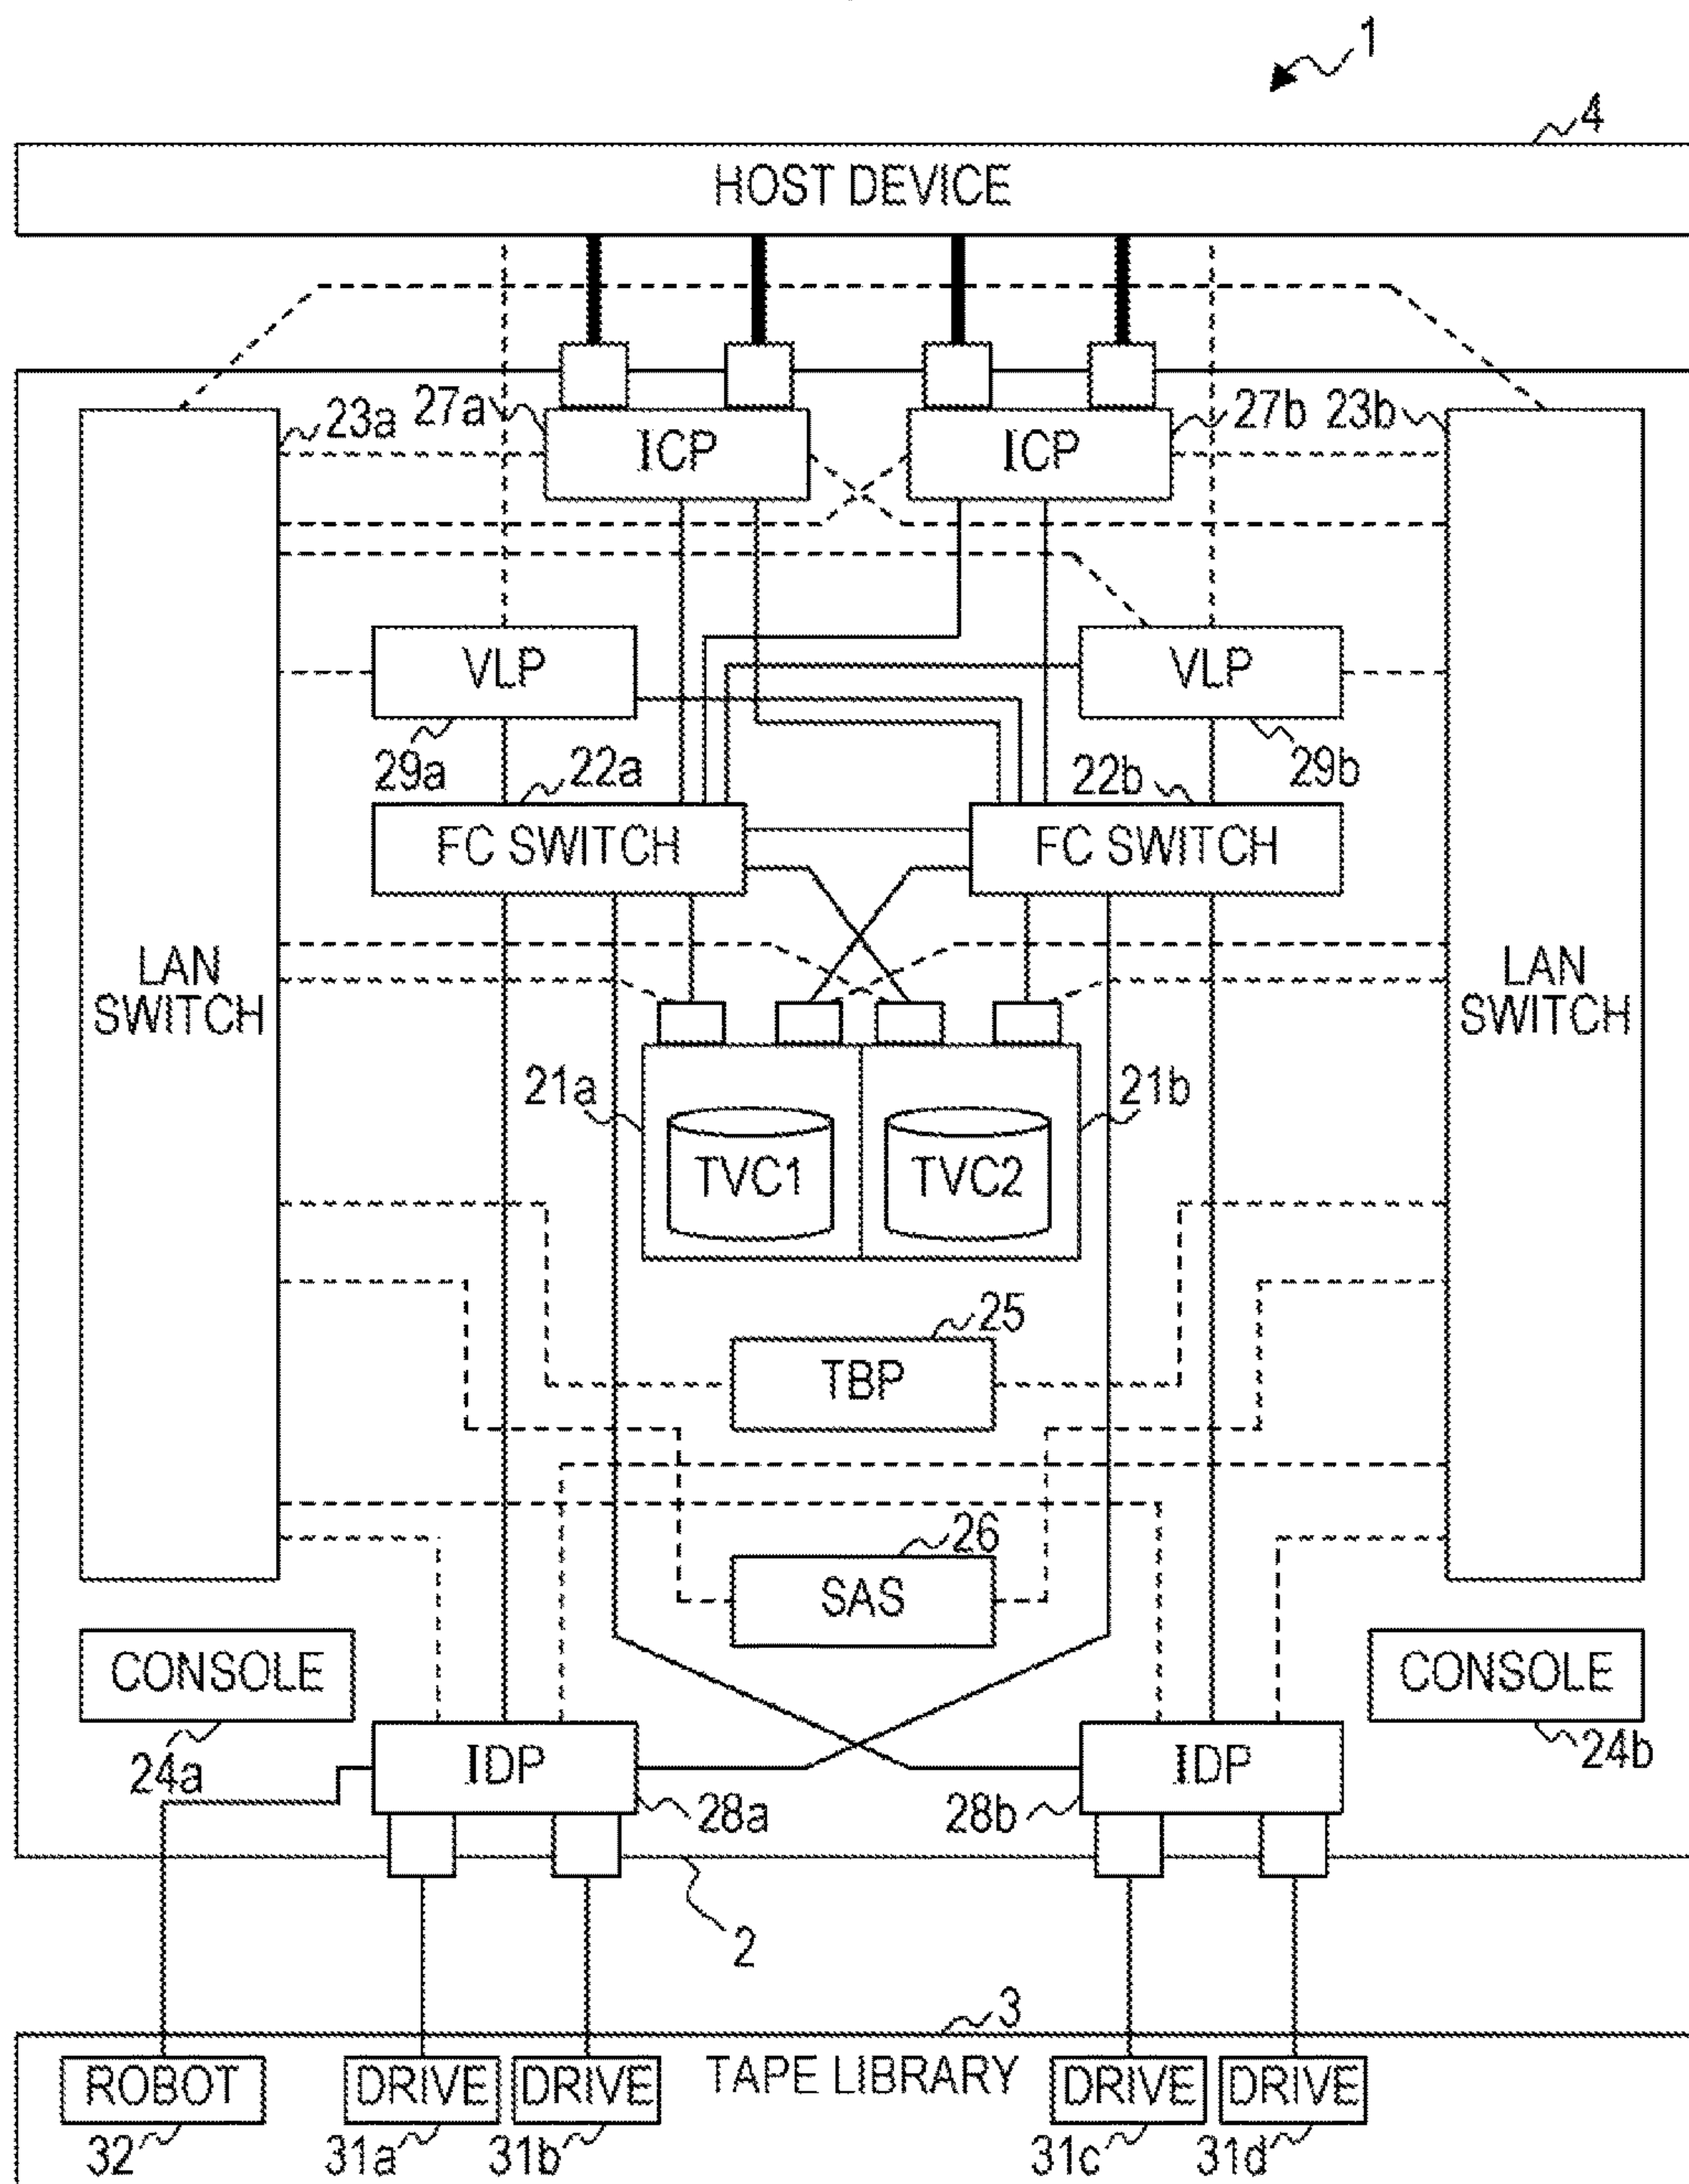 1
4
HOST DEVICE
23a
27a
ICP
ICP
27b
23b
VLP
VLP
29a
22a
22b
29b
FC SWITCH
FC SWITCH
LAN
SWITCH
LAN
SWITCH
21a
21b
TVC1
TVC2
25
TBP
26
SAS
CONSOLE
CONSOLE
24a
IDP
IDP
24b
28a
28b
2
3
ROBOT
DRIVE
DRIVE
TAPE LIBRARY
DRIVE
DRIVE
32
31a
31b
31c
31d